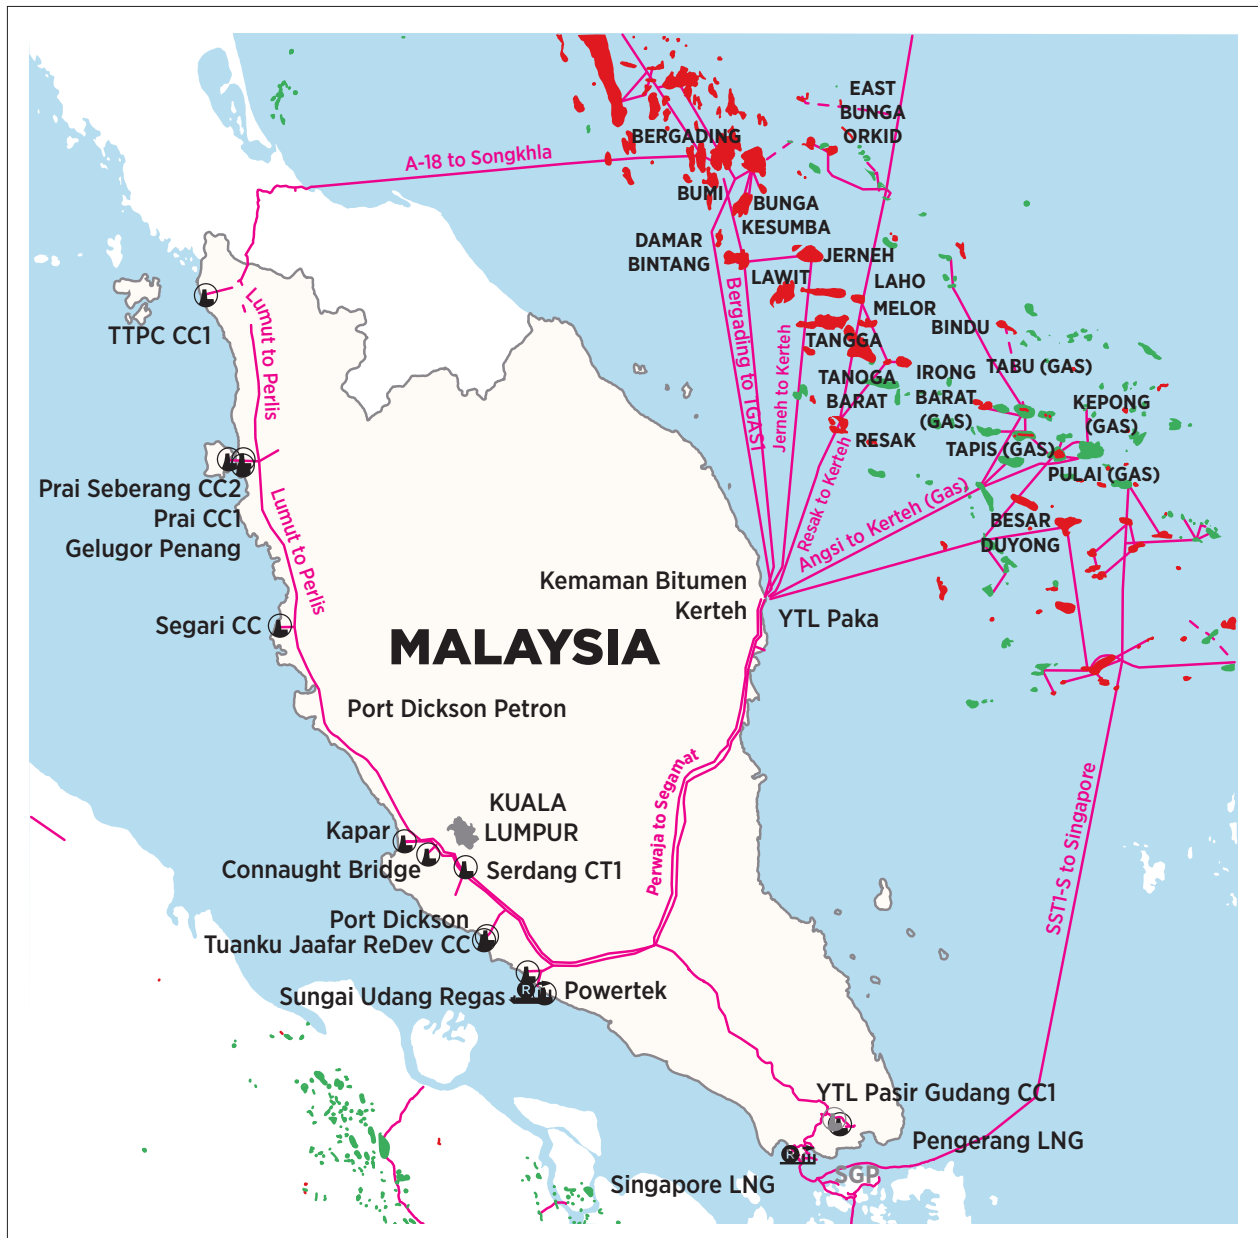 EAST
BUNGA
ORKID
BERGADING
A-18 to Songkhla
BUMI
BUNGA
KESUMBA
DAMAR
BINTANG
JERNEH
LAWIT
LAHO
MELOR
BINDU
TANGGA
TABU (GAS)
TANOGA
BARAT
IRONG
BARAT
(GAS)
KEPONG
(GAS)
RESAK
TAPIS (GAS)
PULAI (GAS)
BESAR
DUYONG
Bergading to TGAS1
Jerneh to Kerteh
Resak to Kerteh
Angsi to Kerteh (Gas)
TTPC CC1
Lumut to Perlis
Prai Seberang CC2
Prai CC1
Gelugor Penang
Lumut to Perlis
Segari CC
Kemaman Bitumen
Kerteh
YTL Paka
MALAYSIA
Port Dickson Petron
Perwaja to Segamat
SST1-S to Singapore
KUALA
LUMPUR
Kapar
Connaught Bridge
Serdang CT1
Port Dickson
Tuanku Jaafar ReDev CC
R
Sungai Udang Regas
Powertek
YTL Pasir Gudang CC1
Pengerang LNG
R
Singapore LNG
SGP